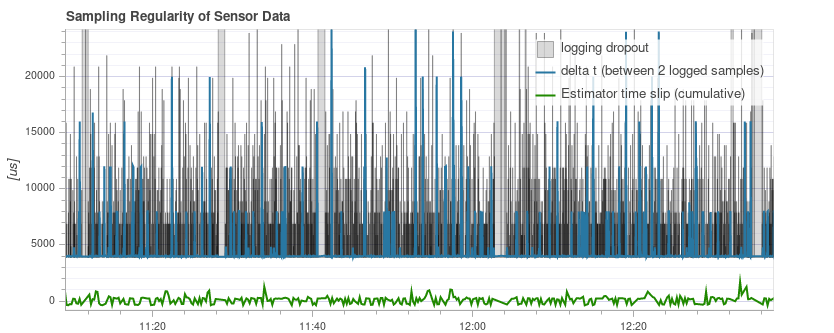 Sampling Regularity of Sensor Data
logging dropout
delta t (between 2 logged samples)
Estimator time slip (cumulative)
[us]
20000
15000
10000
5000
0
11:20 11:40 12:00 12:20